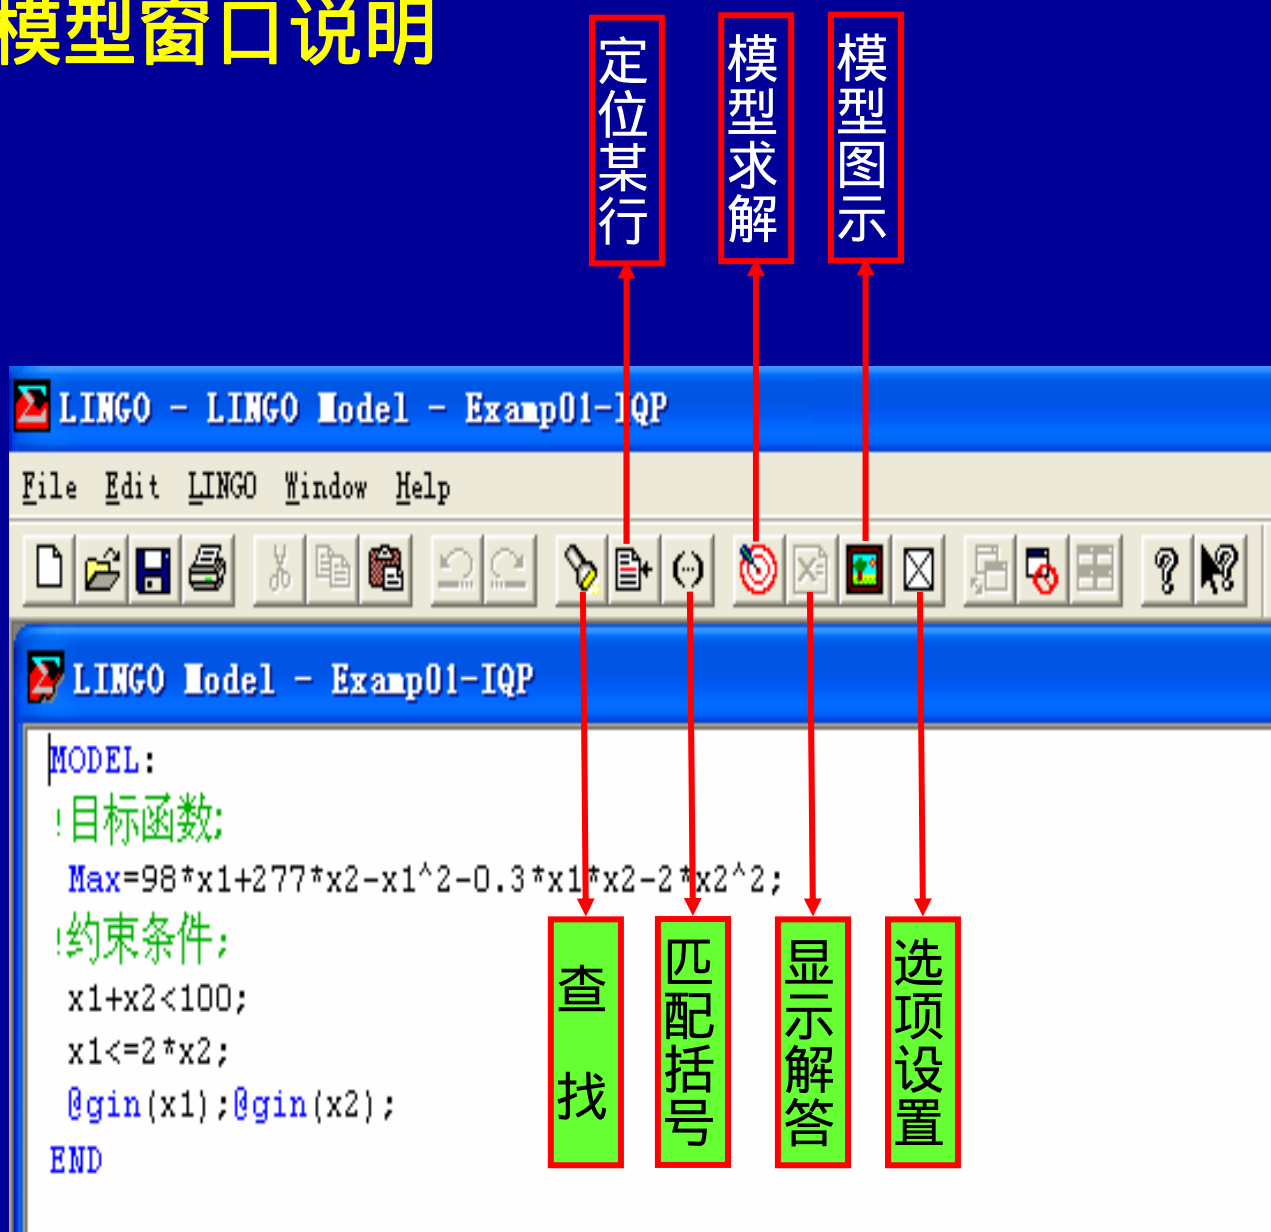 模型窗口说明
定位某行
模型求解
模型图示
LINGO - LINGO Model - Examp01-IQP
File Edit LINGO Window Help
LINGO Model - Examp01-IQP
MODEL:
!目标函数;
Max=98*x1+277*x2-x1^2-0.3*x1*x2-2*x2^2;
!约束条件;
x1+x2<100;
x1<=2*x2;
@gin(x1);@gin(x2);
END
查找
匹配括号
显示解答
选项设置